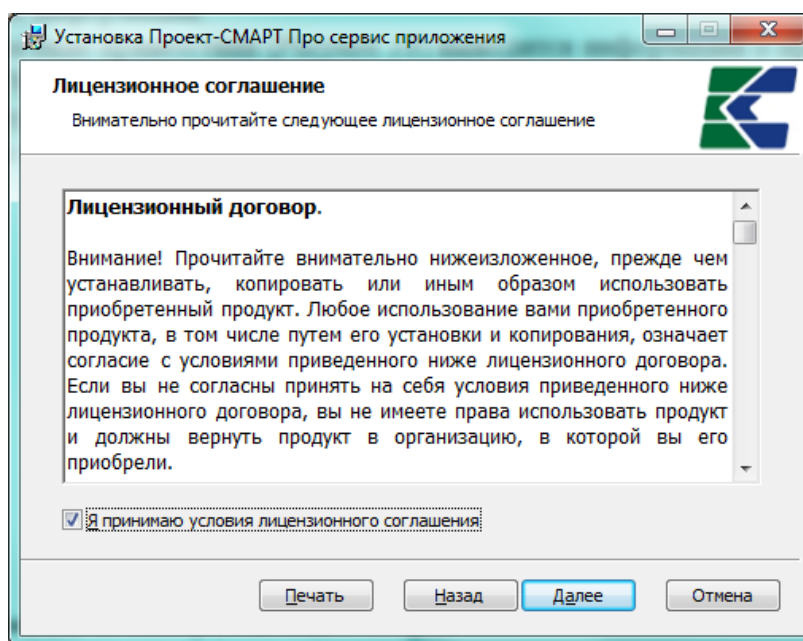 Установка Проект-СМАРТ Про сервис приложения
Лицензионное соглашение
Внимательно прочитайте следующее лицензионное соглашение
Лицензионный договор.
Внимание! Прочитайте внимательно нижеизложенное, прежде чем
устанавливать, копировать или иным образом использовать
приобретенный продукт. Любое использование вами приобретенного
продукта, в том числе путем его установки и копирования, означает
согласие с условиями приведенного ниже лицензионного договора.
Если вы не согласны принять на себя условия приведенного ниже
лицензионного договора, вы не имеете права использовать продукт
и должны вернуть продукт в организацию, в которой вы его
приобрели.
Я принимаю условия лицензионного соглашения
Печать Назад Далее Отмена